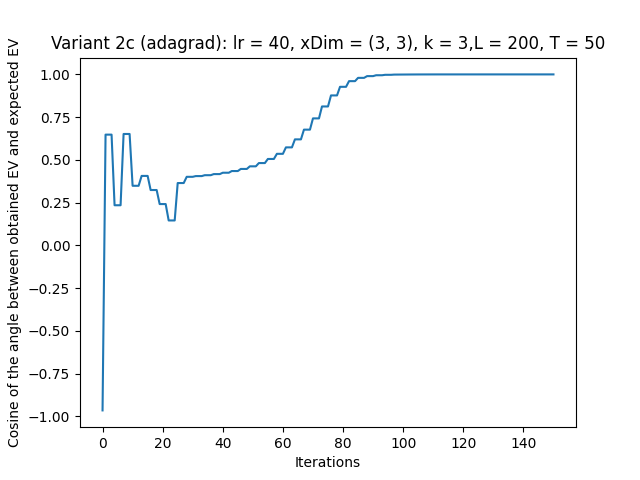 Variant 2c (adagrad): lr = 40, xDim = (3, 3), k = 3,L = 200, T = 50
Cosine of the angle between obtained EV and expected EV
1.00
0.75
0.50
0.25
0.00
−0.25
−0.50
−0.75
−1.00
0 20 40 60 80 100 120 140
Iterations